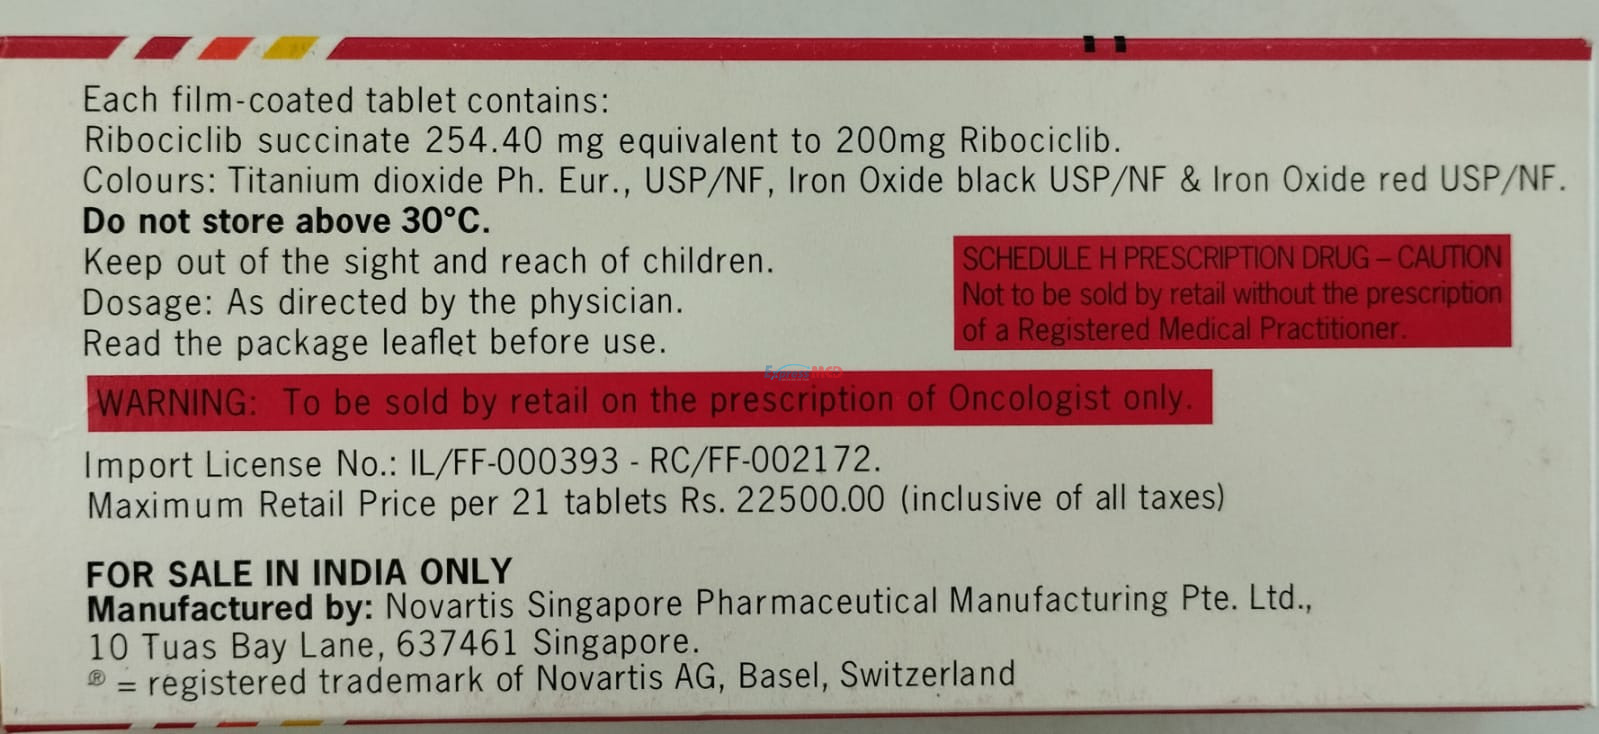 Each film-coated tablet contains:
Ribociclib succinate 254.40 mg equivalent to 200mg Ribociclib.
Colours: Titanium dioxide Ph. Eur., USP/NF, Iron Oxide black USP/NF & Iron Oxide red USP/NF.
Do not store above 30°C.
Keep out of the sight and reach of children.
Dosage: As directed by the physician.
Read the package leaflet before use.
SCHEDULE H PRESCRIPTION DRUG – CAUTION
Not to be sold by retail without the prescription
of a Registered Medical Practitioner.
WARNING: To be sold by retail on the prescription of Oncologist only.
Import License No.: IL/FF-000393 - RC/FF-002172.
Maximum Retail Price per 21 tablets Rs. 22500.00 (inclusive of all taxes)
FOR SALE IN INDIA ONLY
Manufactured by: Novartis Singapore Pharmaceutical Manufacturing Pte. Ltd.,
10 Tuas Bay Lane, 637461 Singapore.
® = registered trademark of Novartis AG, Basel, Switzerland